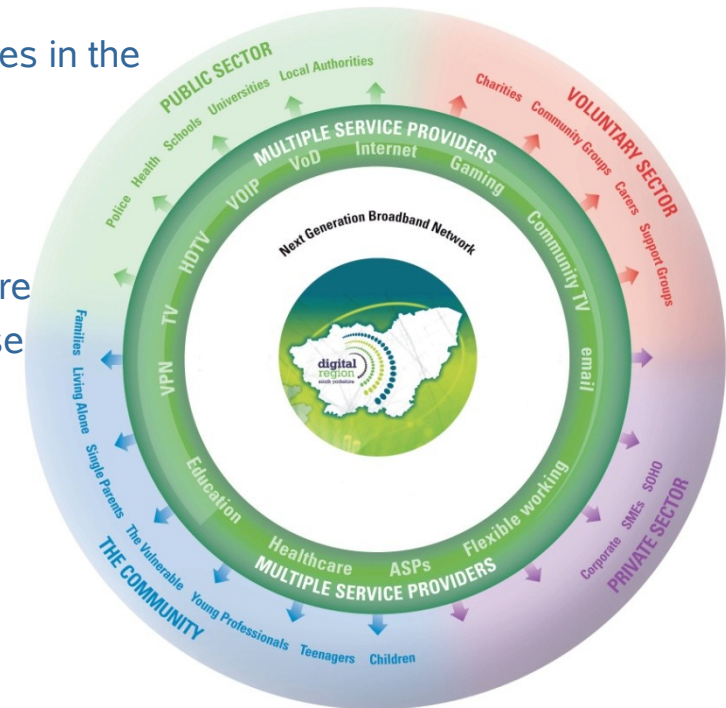 es in the
re
se
PUBLIC SECTOR
Police Health Schools Universities Local Authorities
VOLUNTARY SECTOR
Charities Community Groups Carers Support Groups
PRIVATE SECTOR
Corporate SMEs SOHO
THE COMMUNITY
Families Living Alone Single Parents The Vulnerable Young Professionals Teenagers Children
MULTIPLE SERVICE PROVIDERS
VPN TV HDTV VOIP VoD Internet Gaming Community TV email
Education Healthcare ASPs Flexible working
MULTIPLE SERVICE PROVIDERS
Next Generation Broadband Network
digital
region
south yorkshire